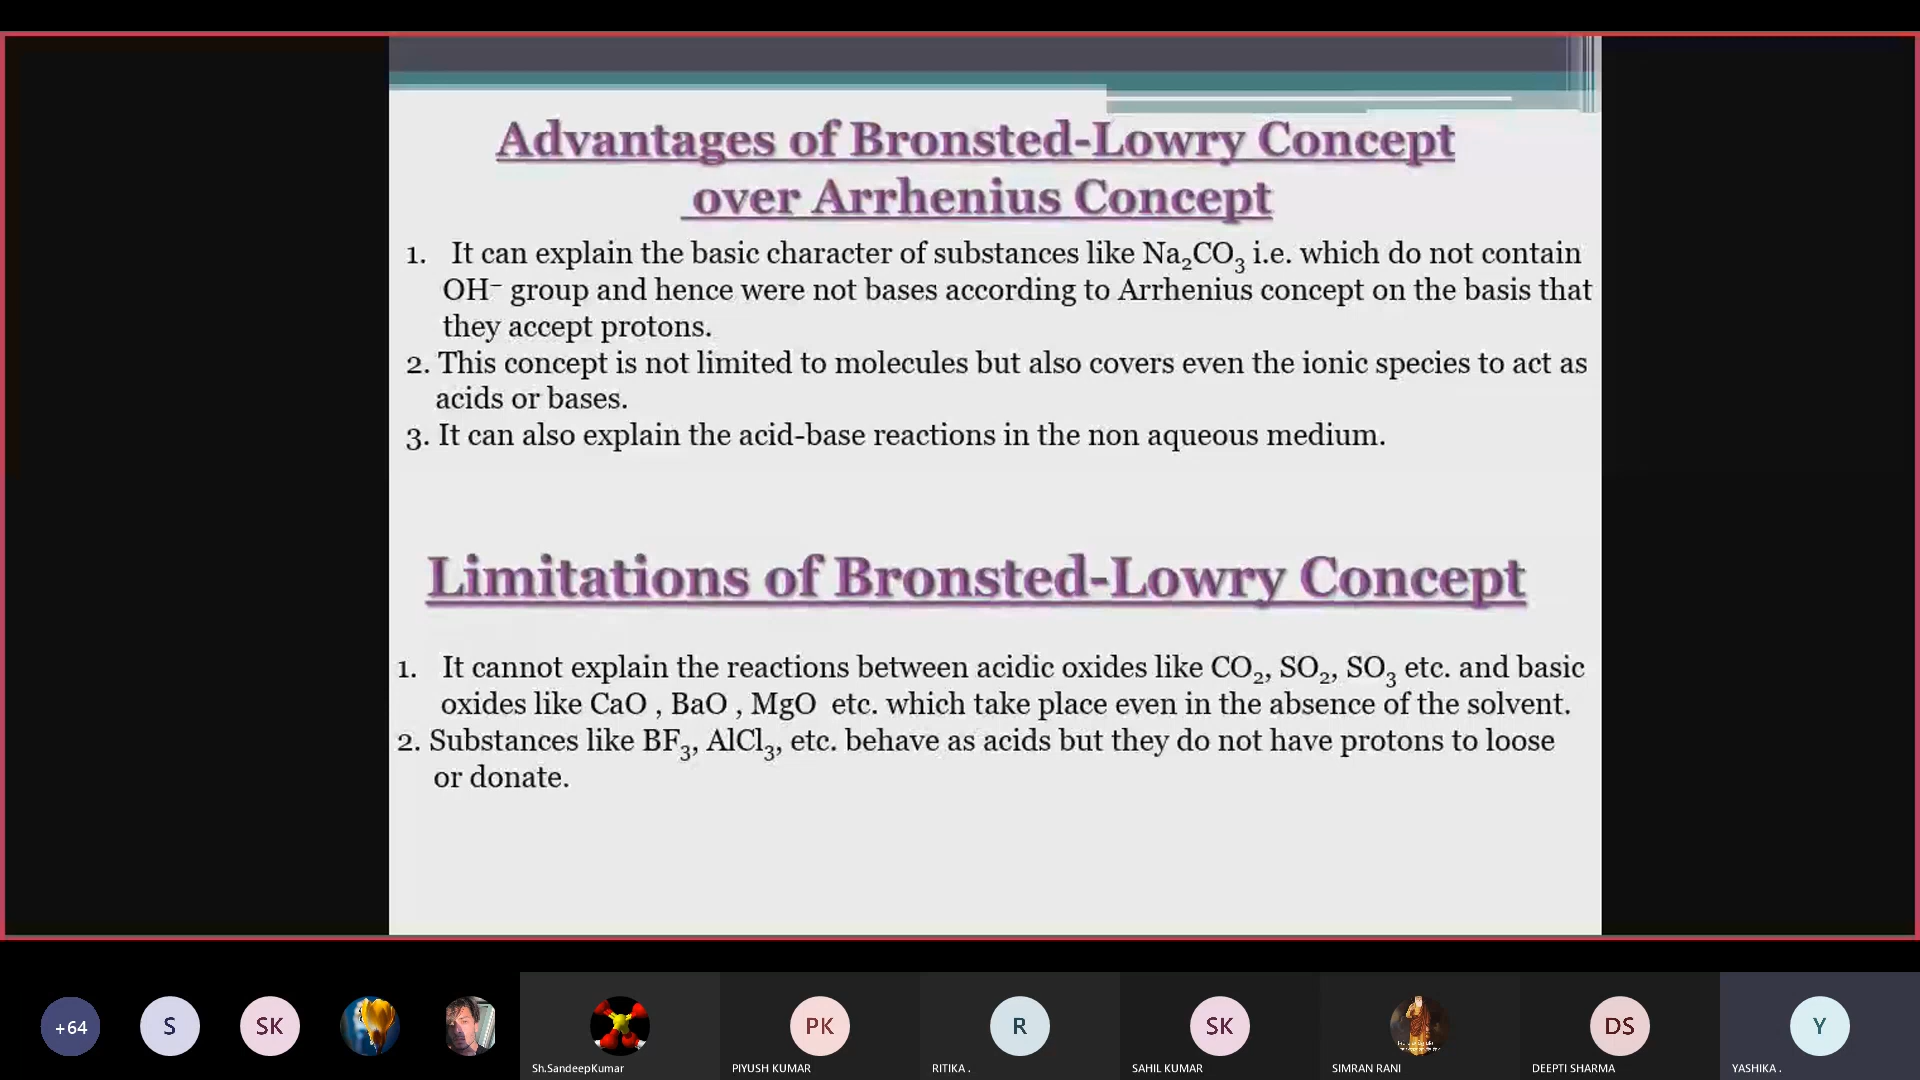 Advantages of Bronsted-Lowry Concept
over Arrhenius Concept
1. It can explain the basic character of substances like Na₂CO₃ i.e. which do not contain
OH⁻ group and hence were not bases according to Arrhenius concept on the basis that
they accept protons.
2. This concept is not limited to molecules but also covers even the ionic species to act as
acids or bases.
3. It can also explain the acid-base reactions in the non aqueous medium.
Limitations of Bronsted-Lowry Concept
1. It cannot explain the reactions between acidic oxides like CO₂, SO₂, SO₃ etc. and basic
oxides like CaO , BaO , MgO etc. which take place even in the absence of the solvent.
2. Substances like BF₃, AlCl₃, etc. behave as acids but they do not have protons to loose
or donate.
+64
S
SK
PK
R
SK
DS
Y
Sh.SandeepKumar
PIYUSH KUMAR
RITIKA .
SAHIL KUMAR
SIMRAN RANI
DEEPTI SHARMA
YASHIKA .